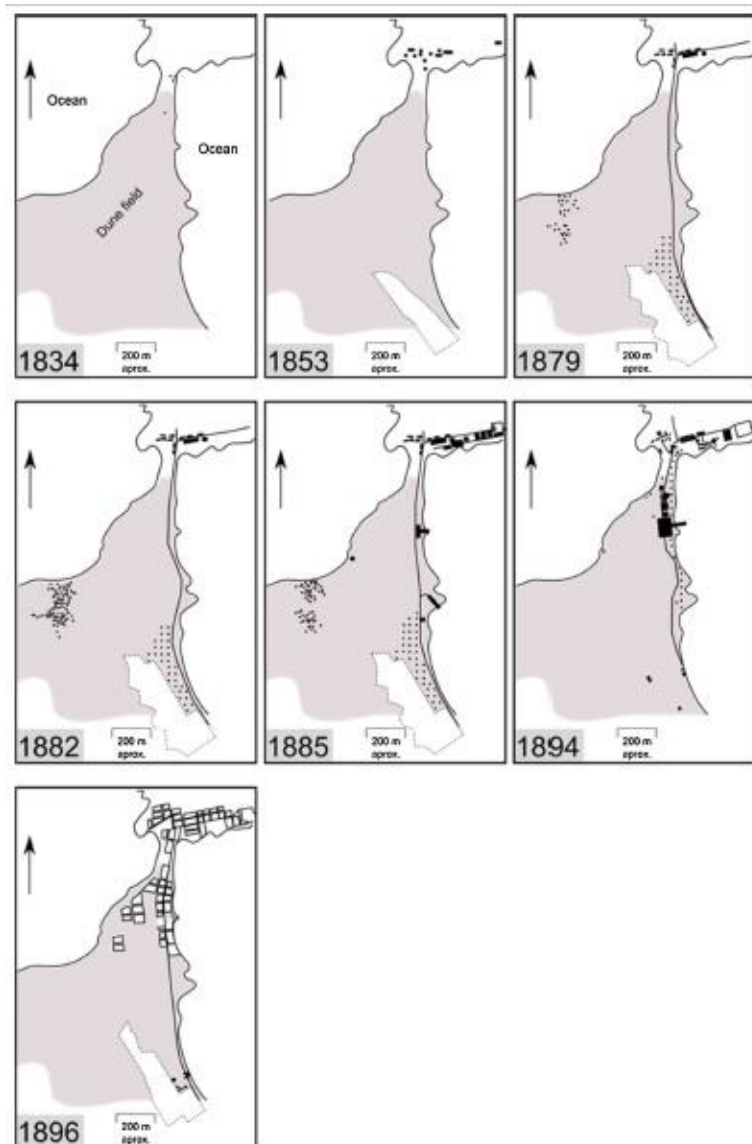 Ocean
Ocean
Dune field
200 m
aprox.
1834
200 m
aprox.
1853
200 m
aprox.
1879
200 m
aprox.
1882
200 m
aprox.
1885
200 m
aprox.
1894
200 m
aprox.
1896